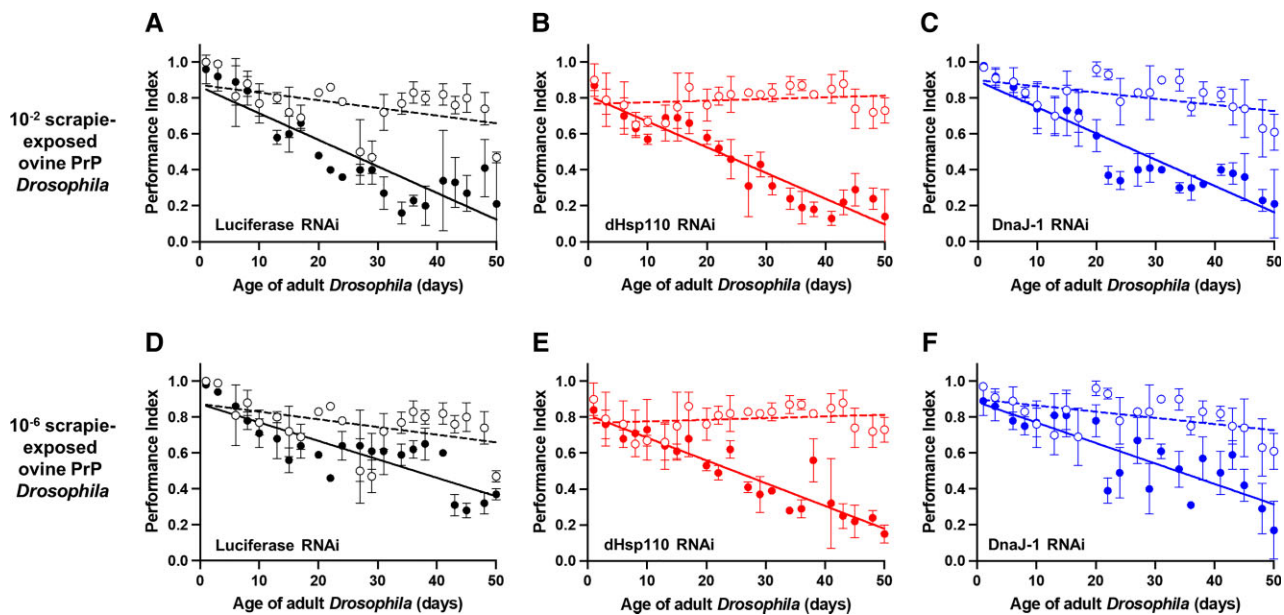 A
B
C
10⁻² scrapie-
exposed
ovine PrP
Drosophila
Performance Index
1.0
0.8
0.6
0.4
0.2
0.0
Luciferase RNAi
0 10 20 30 40 50
Age of adult Drosophila (days)
Performance Index
1.0
0.8
0.6
0.4
0.2
0.0
dHsp110 RNAi
0 10 20 30 40 50
Age of adult Drosophila (days)
Performance Index
1.0
0.8
0.6
0.4
0.2
0.0
DnaJ-1 RNAi
0 10 20 30 40 50
Age of adult Drosophila (days)
D
E
F
10⁻⁶ scrapie-
exposed
ovine PrP
Drosophila
Performance Index
1.0
0.8
0.6
0.4
0.2
0.0
Luciferase RNAi
0 10 20 30 40 50
Age of adult Drosophila (days)
Performance Index
1.0
0.8
0.6
0.4
0.2
0.0
dHsp110 RNAi
0 10 20 30 40 50
Age of adult Drosophila (days)
Performance Index
1.0
0.8
0.6
0.4
0.2
0.0
DnaJ-1 RNAi
0 10 20 30 40 50
Age of adult Drosophila (days)